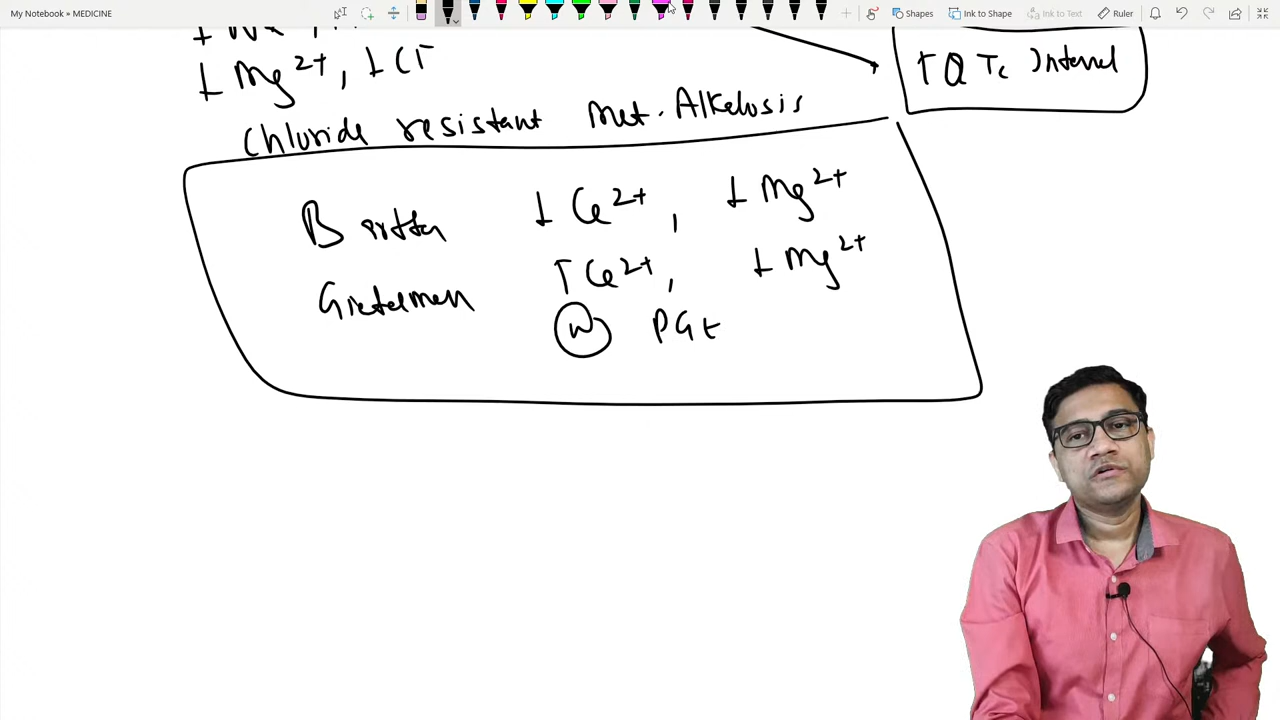 My Notebook » MEDICINE
Shapes
Ink to Shape
Ink to Text
Ruler
↓ Mg²⁺, ↓ Cl⁻
↑ QTc Interval
Chloride resistant Met. Alkalosis
Bartter ↓ Ca²⁺, ↓ Mg²⁺
Gietelman ↑ Ca²⁺, ↓ Mg²⁺
N PGE